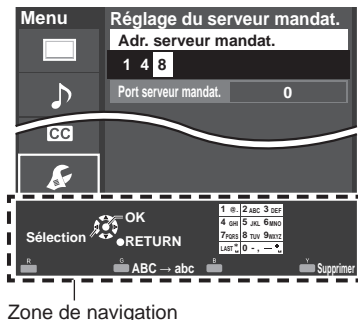 Menu
Réglage du serveur mandat.
Adr. serveur mandat.
1 4 8
Port serveur mandat. 0
CC
Sélection
OK
RETURN
1 @. 2 ABC 3 DEF
4 GHI 5 JKL 6 MNO
7 PQRS 8 TUV 9 WXYZ
LAST 0 - ,
R G ABC → abc B Y Supprimer
Zone de navigation